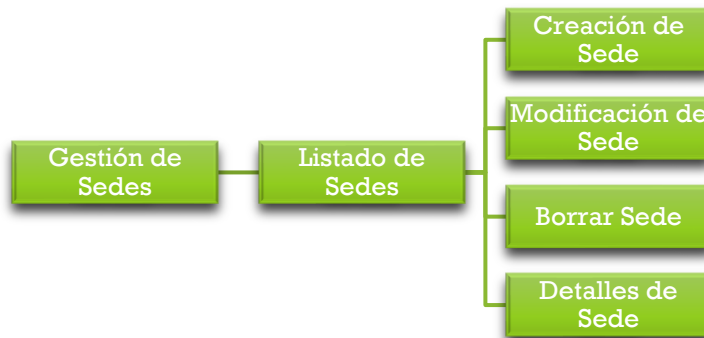 Creación de
Sede
Modificación de
Sede
Gestión de
Sedes
Listado de
Sedes
Borrar Sede
Detalles de
Sede